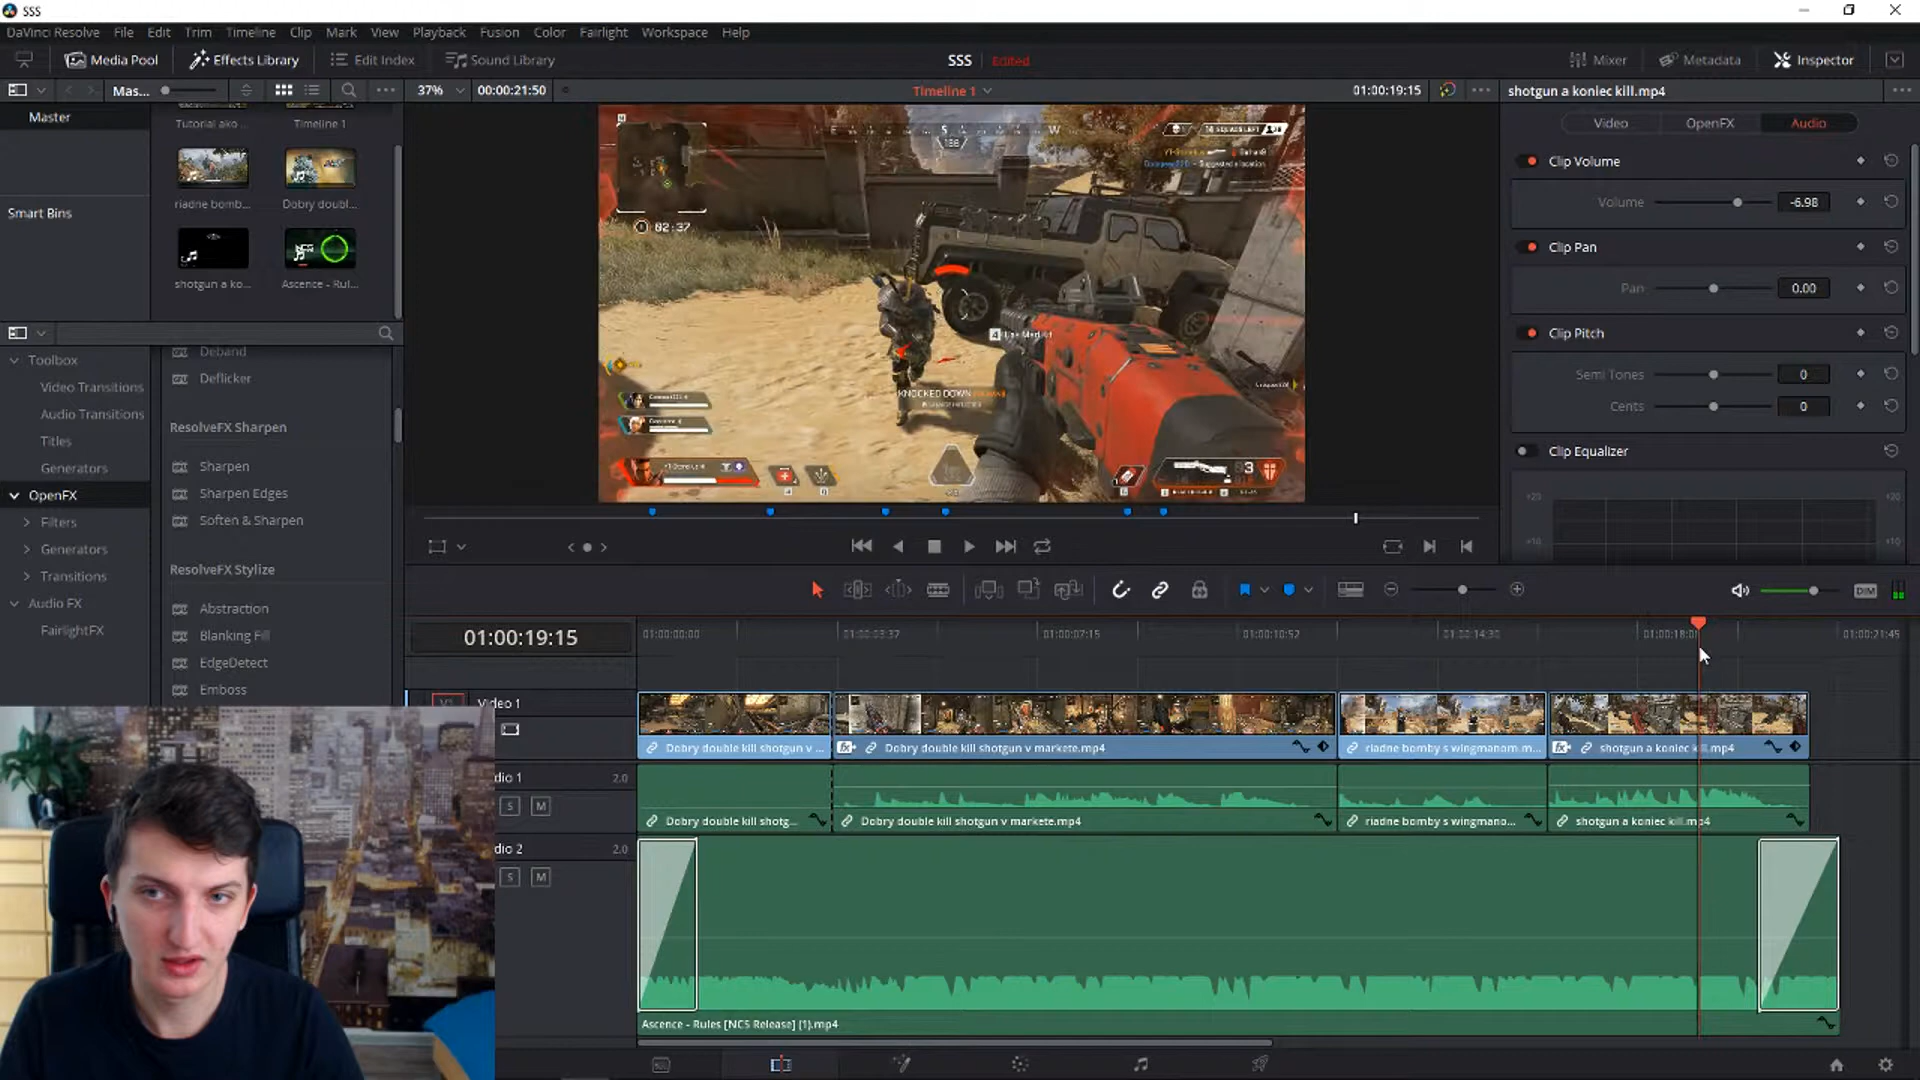 SSS
DaVinci Resolve File Edit Trim Timeline Clip Mark View Playback Fusion Color Fairlight Workspace Help
Media Pool Effects Library Edit Index Sound Library SSS Edited Mixer Metadata Inspector
Mas... 37% 00:00:21:50 Timeline 1 01:00:19:15 shotgun a koniec kill.mp4
Master
Tutorial ako ... Timeline 1
riadne bomb... Dobry doubl...
Smart Bins
shotgun a ko... Ascence - Rul...
Video OpenFX Audio
Clip Volume
Volume -6.98
Clip Pan
Pan 0.00
Clip Pitch
Semi Tones 0
Cents 0
Clip Equalizer
+20 +20
+10 +10
S
W
02:37
KNOCKED DOWN
3
Toolbox
Video Transitions
Audio Transitions
Titles
Generators
OpenFX
Filters
Generators
Transitions
Audio FX
FairlightFX
Deband
Deflicker
ResolveFX Sharpen
Sharpen
Sharpen Edges
Soften & Sharpen
ResolveFX Stylize
Abstraction
Blanking Fill
EdgeDetect
Emboss
DIM
01:00:19:15 01:00:00:00 01:00:03:37 01:00:07:15 01:00:10:52 01:00:14:30 01:00:21:45
V1 Video 1
Dobry double kill shotgun v ... Dobry double kill shotgun v markete.mp4 riadne bomby s wingmanom.m... shotgun a koniec kill.mp4
dio 1 2.0
S M
Dobry double kill shotg... Dobry double kill shotgun v markete.mp4 riadne bomby s wingmano... shotgun a koniec kill.mp4
dio 2 2.0
S M
Ascence - Rules [NCS Release] (1).mp4